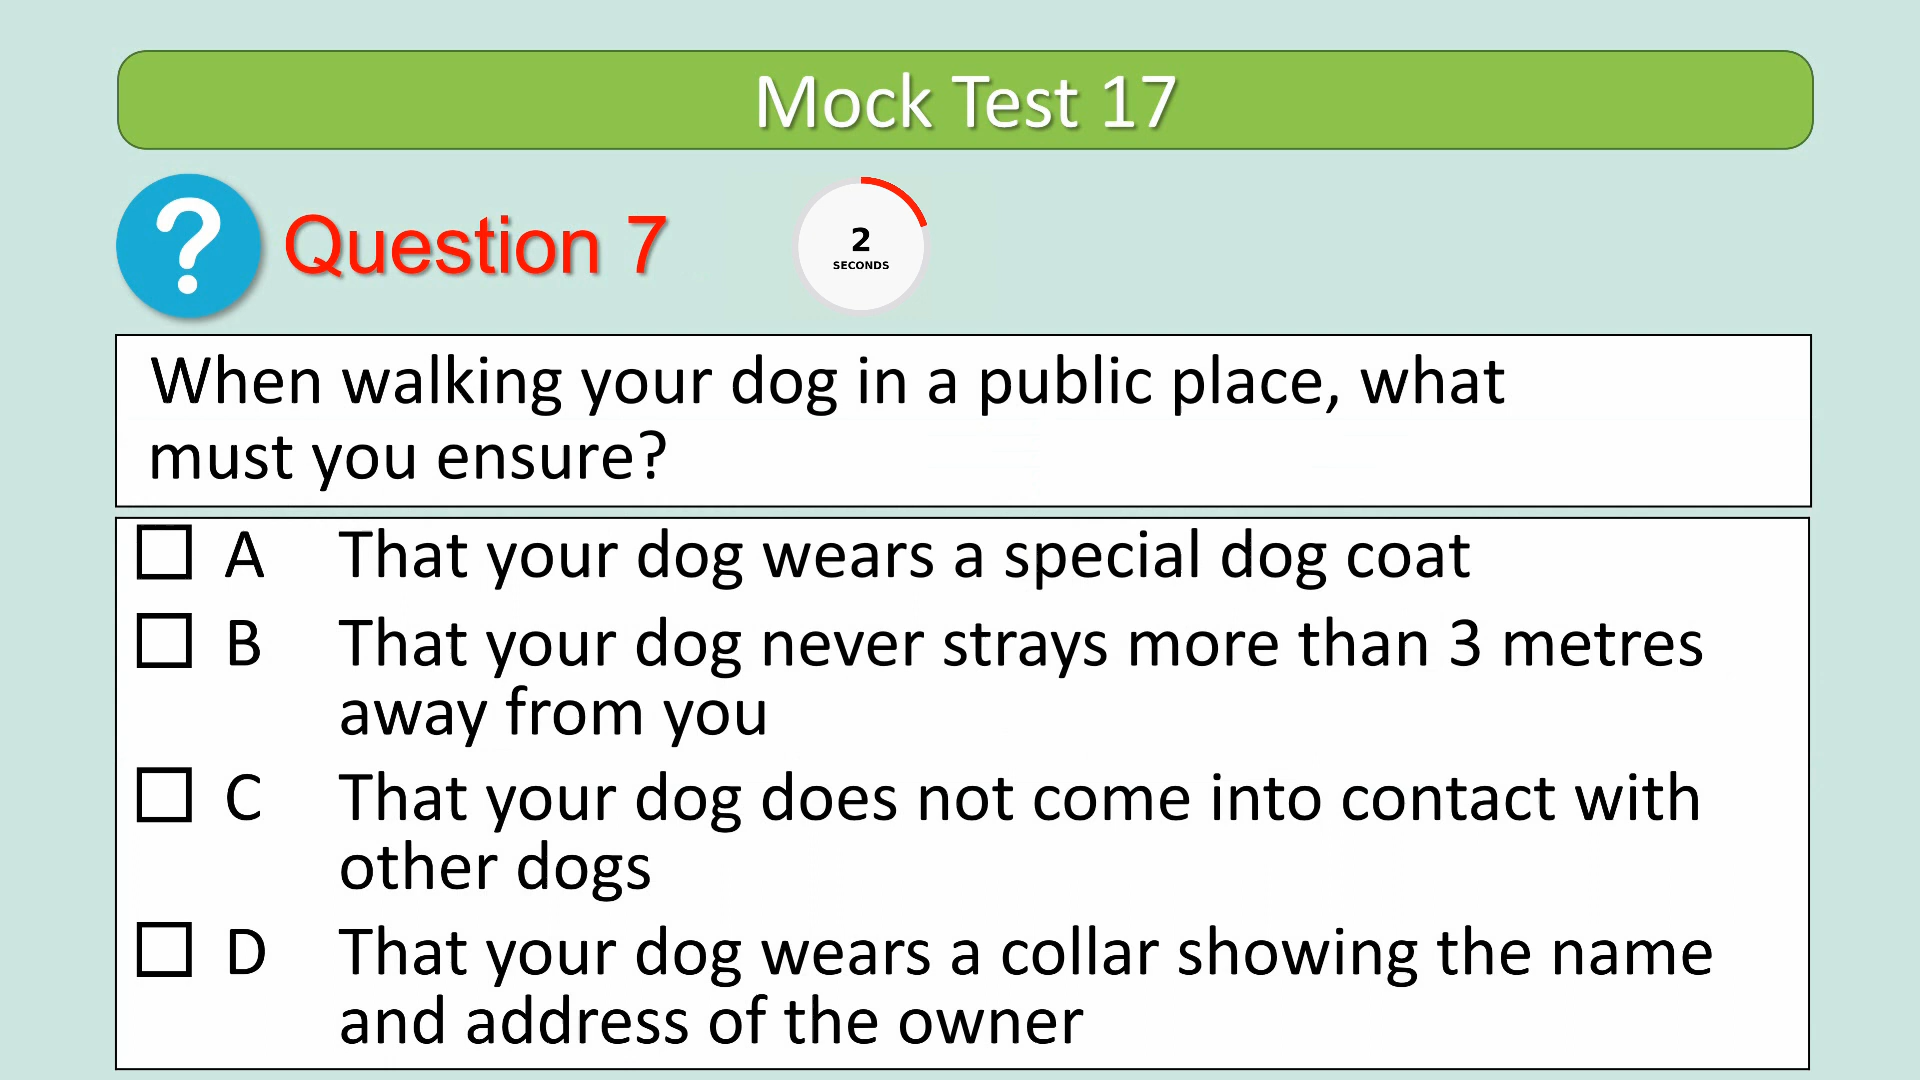 Mock Test 17
?
Question 7
2
SECONDS
When walking your dog in a public place, what
must you ensure?
A That your dog wears a special dog coat
B That your dog never strays more than 3 metres
away from you
C That your dog does not come into contact with
other dogs
D That your dog wears a collar showing the name
and address of the owner